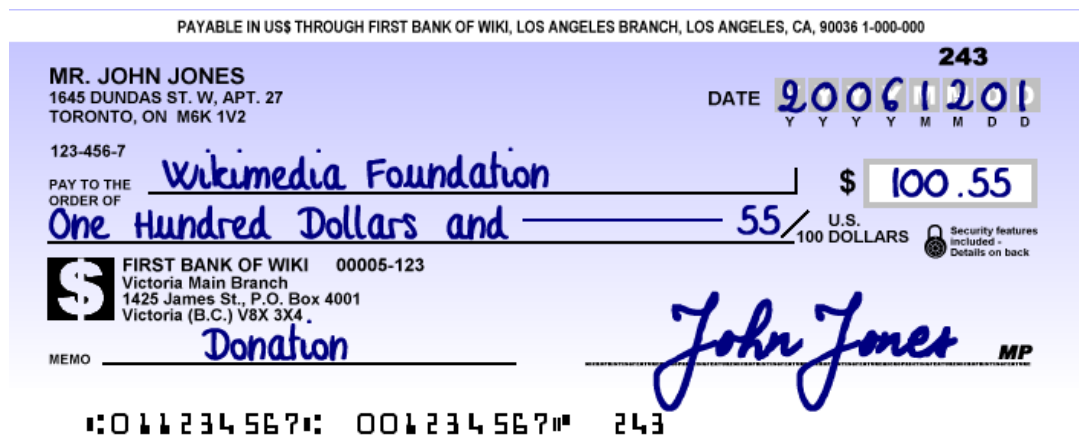 PAYABLE IN US$ THROUGH FIRST BANK OF WIKI, LOS ANGELES BRANCH, LOS ANGELES, CA, 90036 1-000-000
243
MR. JOHN JONES
1645 DUNDAS ST. W, APT. 27
TORONTO, ON M6K 1V2
DATE 20061201
Y Y Y Y M M D D
123-456-7
PAY TO THE ORDER OF Wikimedia Foundation $ 100.55
One Hundred Dollars and 55/100 U.S. DOLLARS
Security features
included -
Details on back
$
FIRST BANK OF WIKI 00005-123
Victoria Main Branch
1425 James St., P.O. Box 4001
Victoria (B.C.) V8X 3X4
MEMO Donation
John Jones MP
⑆011234567⑆ 001234567⑈ 243